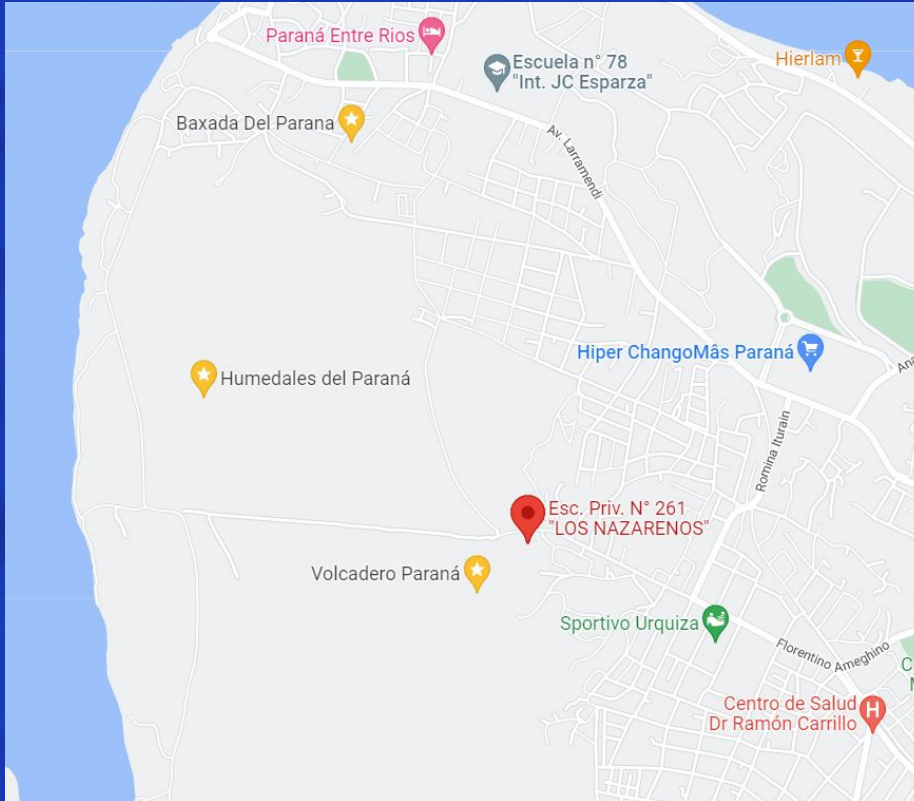 Paraná Entre Rios
Escuela n° 78
"Int. JC Esparza"
Hierlam
Baxada Del Parana
Av. Larramendi
Hiper ChangoMâs Paraná
Ana
Humedales del Paraná
Romina Iturain
Esc. Priv. N° 261
"LOS NAZARENOS"
Volcadero Paraná
Sportivo Urquiza
Florentino Ameghino
C
M
Centro de Salud
Dr Ramón Carrillo
H